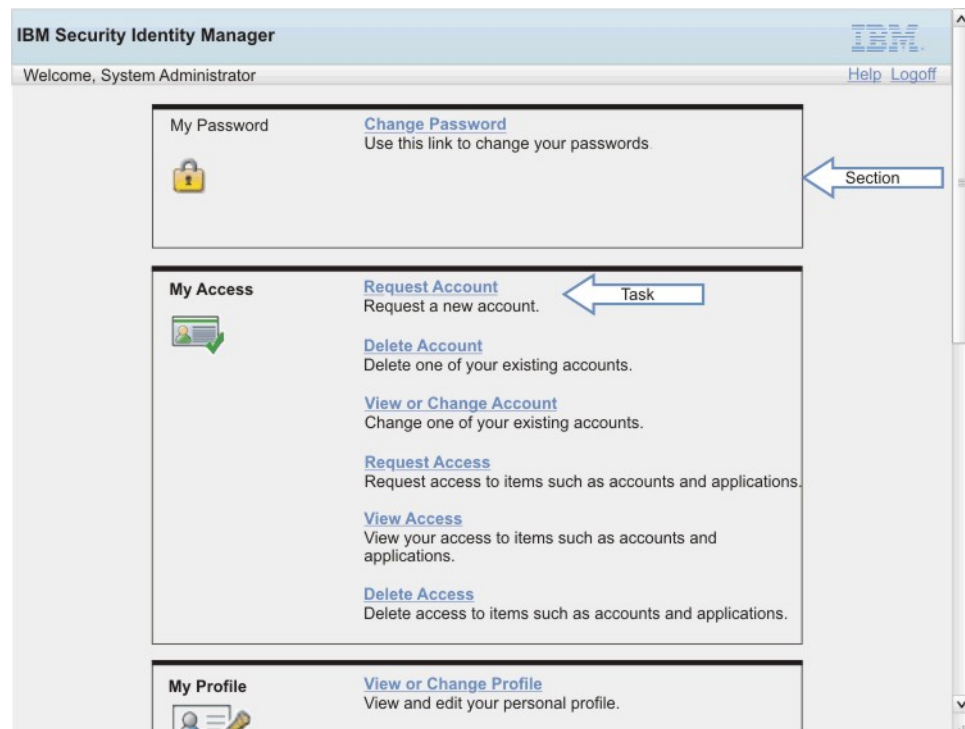 IBM Security Identity Manager
IBM.
Welcome, System Administrator
Help Logoff
My Password
Change Password
Use this link to change your passwords
Section
My Access
Request Account
Request a new account.
Task
Delete Account
Delete one of your existing accounts.
View or Change Account
Change one of your existing accounts.
Request Access
Request access to items such as accounts and applications.
View Access
View your access to items such as accounts and
applications.
Delete Access
Delete access to items such as accounts and applications.
My Profile
View or Change Profile
View and edit your personal profile.